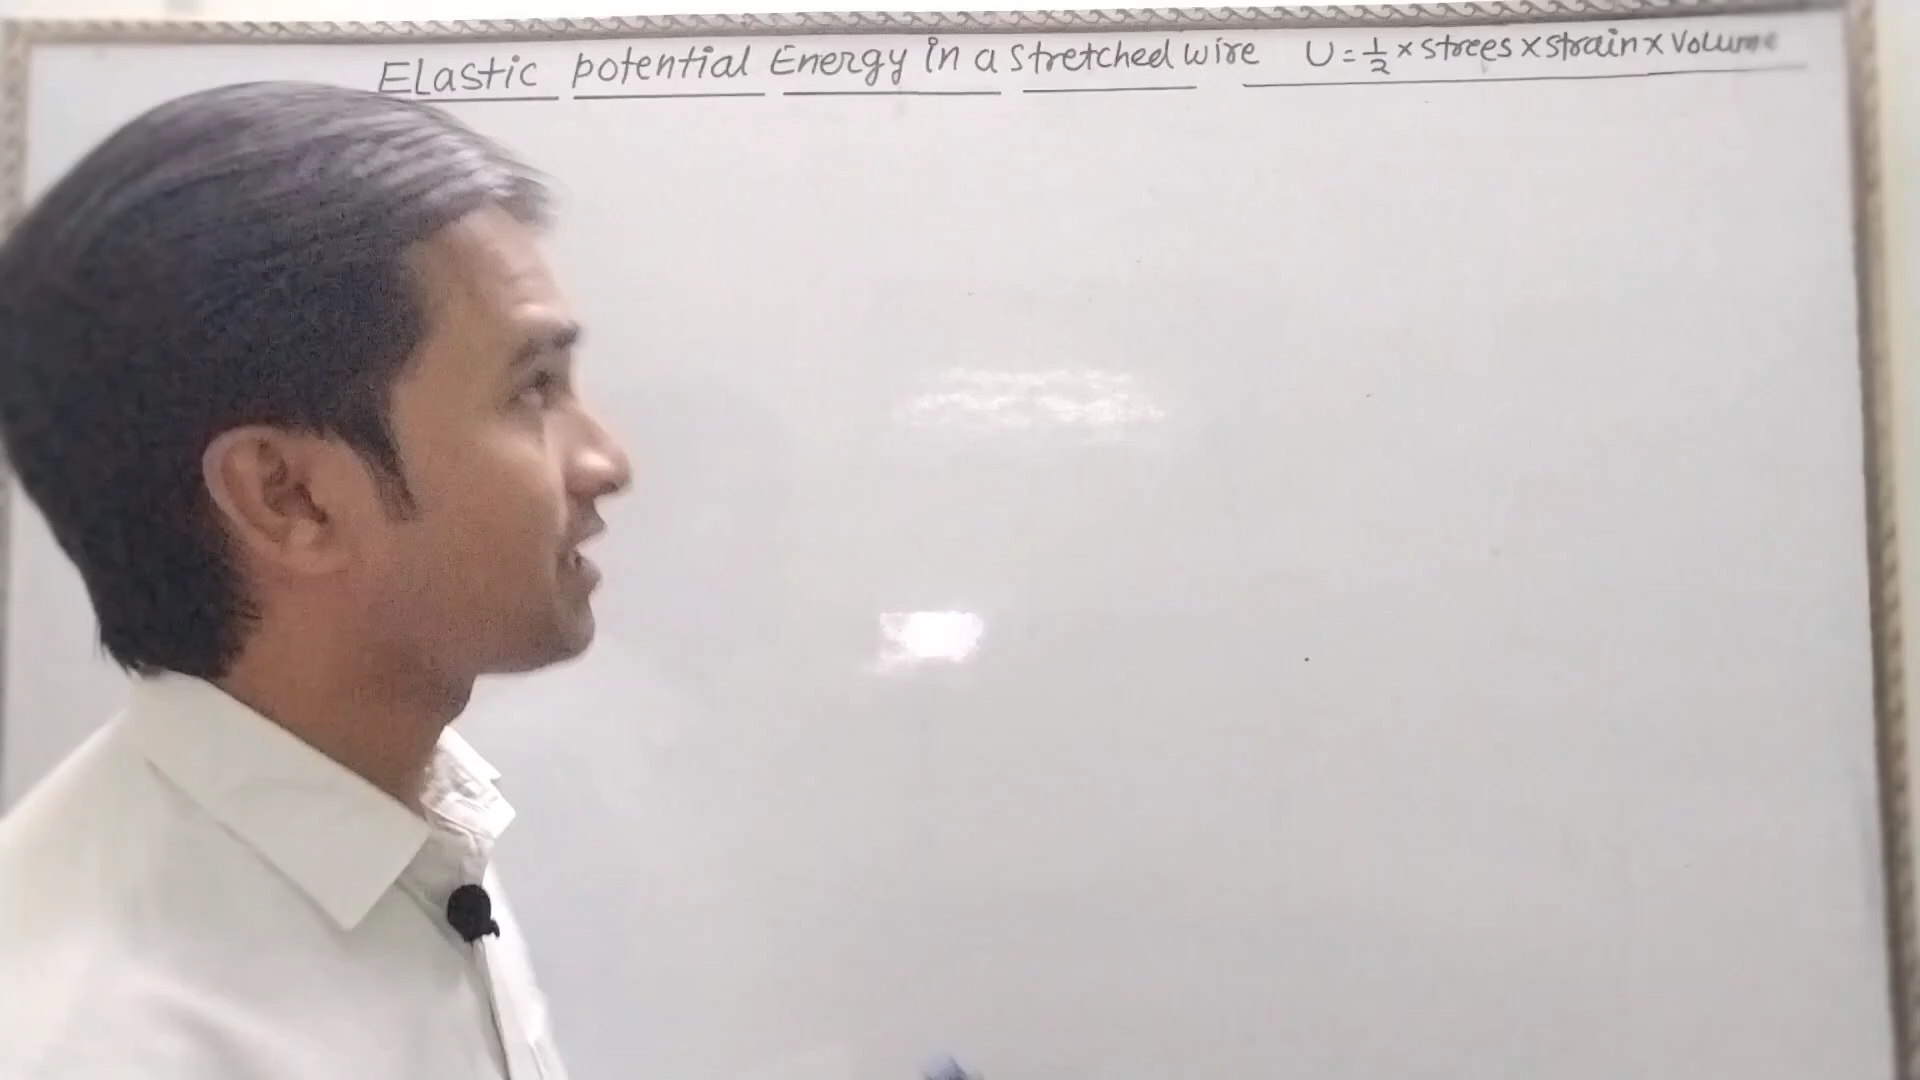 Elastic potential Energy in a stretched wire U = 1/2 × strees × strain × Volume